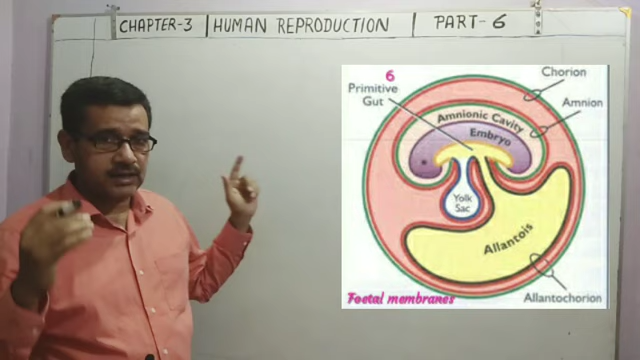 CHAPTER-3 | HUMAN REPRODUCTION | PART-6
6
Chorion
Primitive
Gut
Amnion
Amnionic Cavity
Embryo
Yolk
Sac
Allantois
Foetal membranes
Allantochorion